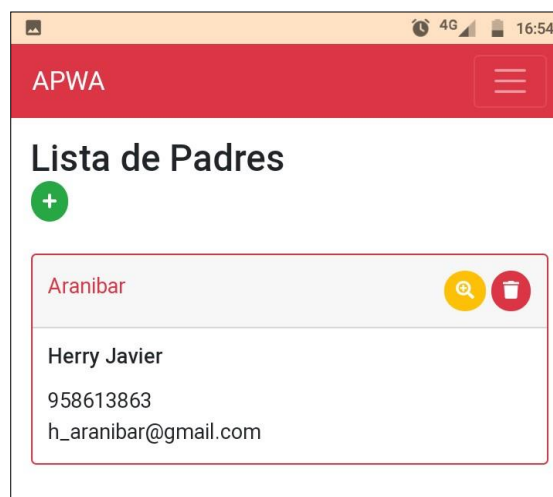 4G 16:54
APWA
Lista de Padres
Aranibar
Herry Javier
958613863
h_aranibar@gmail.com